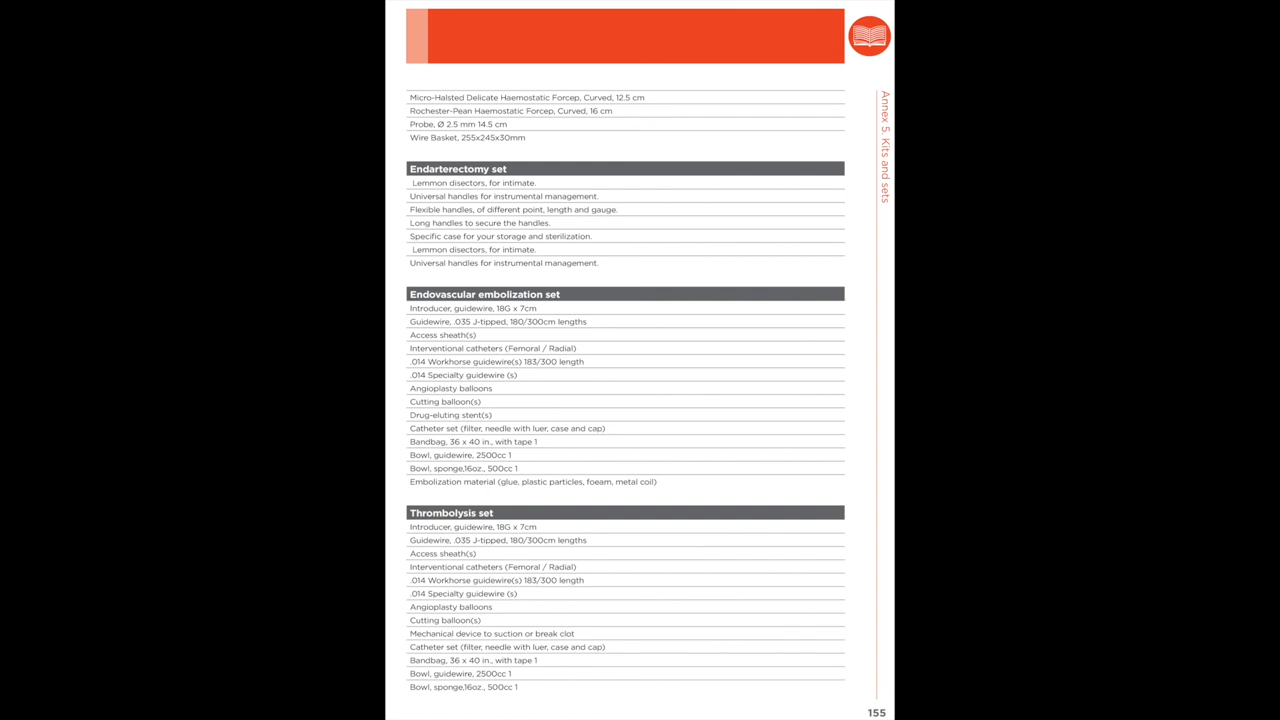 Micro-Halsted Delicate Haemostatic Forcep, Curved, 12.5 cm
Rochester-Pean Haemostatic Forcep, Curved, 16 cm
Probe, Ø 2.5 mm 14.5 cm
Wire Basket, 255x245x30mm
Endarterectomy set
Lemmon disectors, for intimate.
Universal handles for instrumental management.
Flexible handles, of different point, length and gauge.
Long handles to secure the handles.
Specific case for your storage and sterilization.
Lemmon disectors, for intimate.
Universal handles for instrumental management.
Endovascular embolization set
Introducer, guidewire, 18G x 7cm
Guidewire, .035 J-tipped, 180/300cm lengths
Access sheath(s)
Interventional catheters (Femoral / Radial)
.014 Workhorse guidewire(s) 183/300 length
.014 Specialty guidewire (s)
Angioplasty balloons
Cutting balloon(s)
Drug-eluting stent(s)
Catheter set (filter, needle with luer, case and cap)
Bandbag, 36 x 40 in., with tape 1
Bowl, guidewire, 2500cc 1
Bowl, sponge,16oz., 500cc 1
Embolization material (glue, plastic particles, foeam, metal coil)
Thrombolysis set
Introducer, guidewire, 18G x 7cm
Guidewire, .035 J-tipped, 180/300cm lengths
Access sheath(s)
Interventional catheters (Femoral / Radial)
.014 Workhorse guidewire(s) 183/300 length
.014 Specialty guidewire (s)
Angioplasty balloons
Cutting balloon(s)
Mechanical device to suction or break clot
Catheter set (filter, needle with luer, case and cap)
Bandbag, 36 x 40 in., with tape 1
Bowl, guidewire, 2500cc 1
Bowl, sponge,16oz., 500cc 1
Annex 5. Kits and sets
155